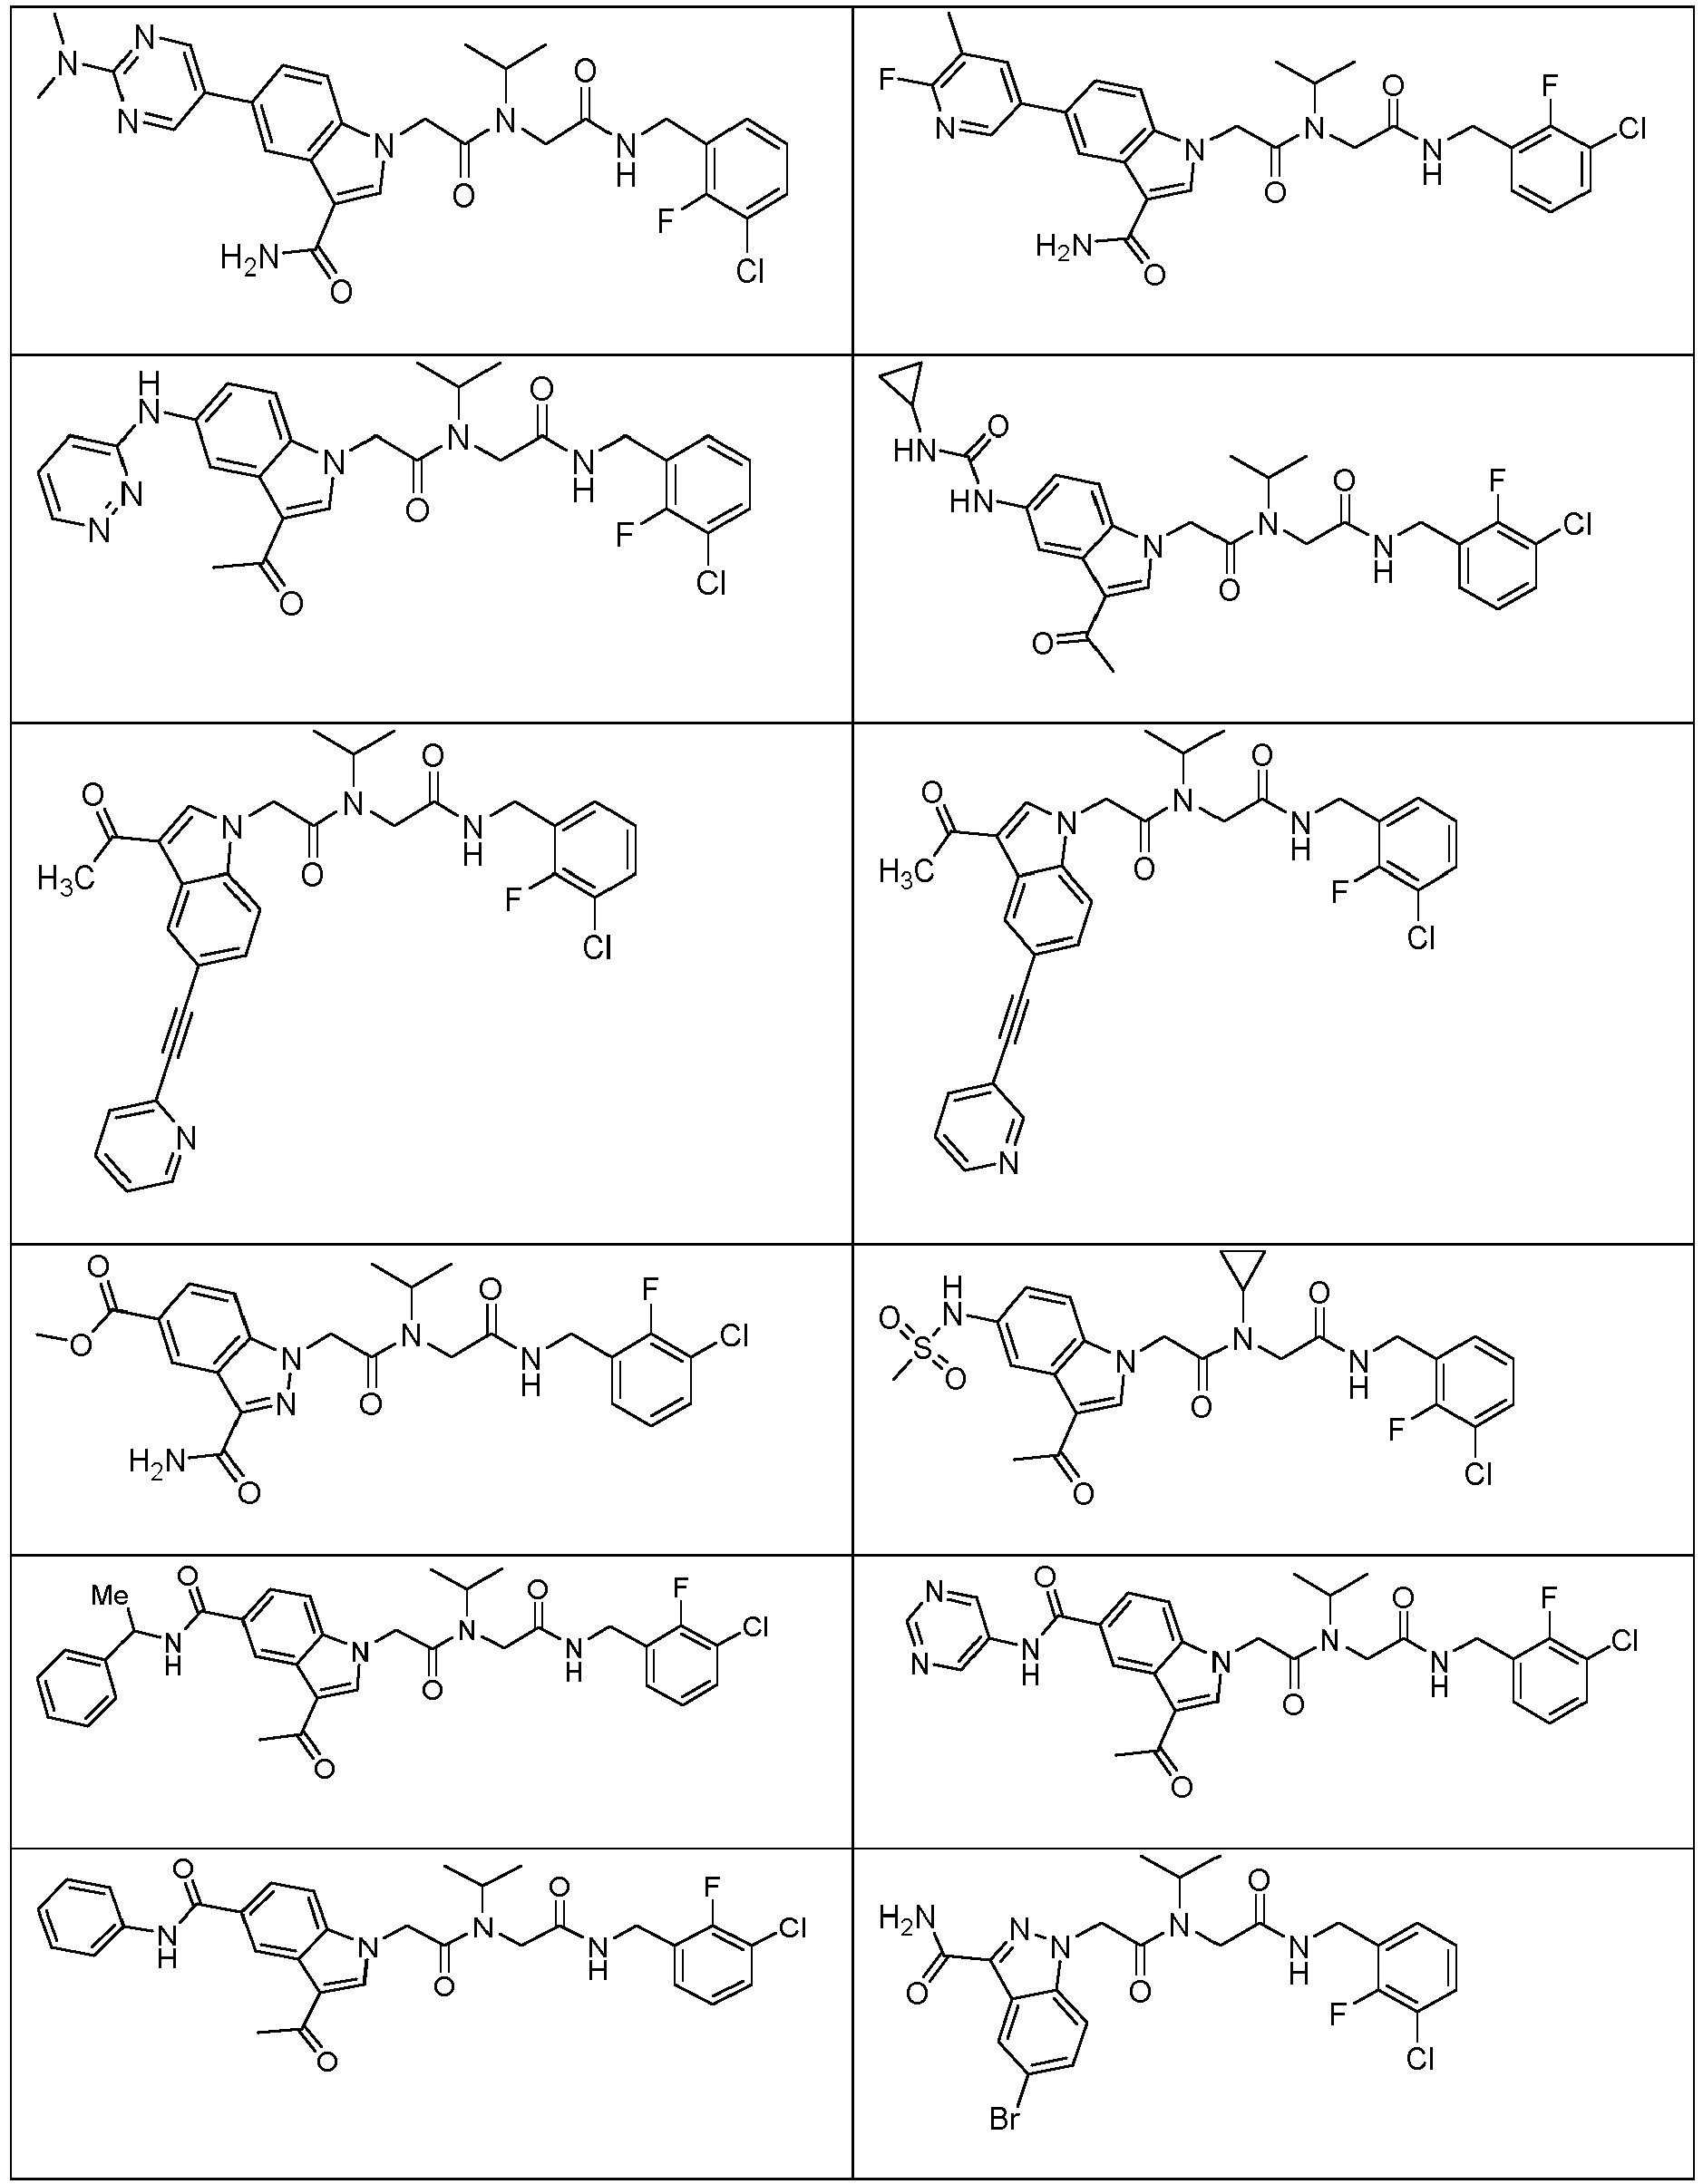 N N O
N N N N H O F
H2N O Cl
F N N O N O N H F Cl
H2N O
H N N N O N O N H F Cl
O
HN O HN O F Cl
N N O N H
O
O O N N O N H F Cl
H3C
N
O O N N O N H F Cl
H3C
N
O O N N N O O N H F Cl
H2N O
O S O H N N O N O N H F Cl
O
Me O N H N O N O N H F Cl
O
N N O N H N O N O N H F Cl
O
O N H N O N O N H F Cl
O
H2N O N N O N O N H F Cl
Br